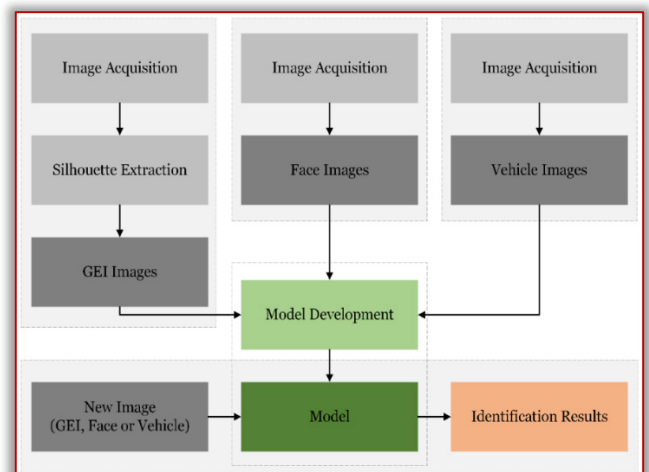 Image Acquisition
Image Acquisition
Image Acquisition
Silhouette Extraction
Face Images
Vehicle Images
GEI Images
Model Development
New Image
(GEI, Face or Vehicle)
Model
Identification Results